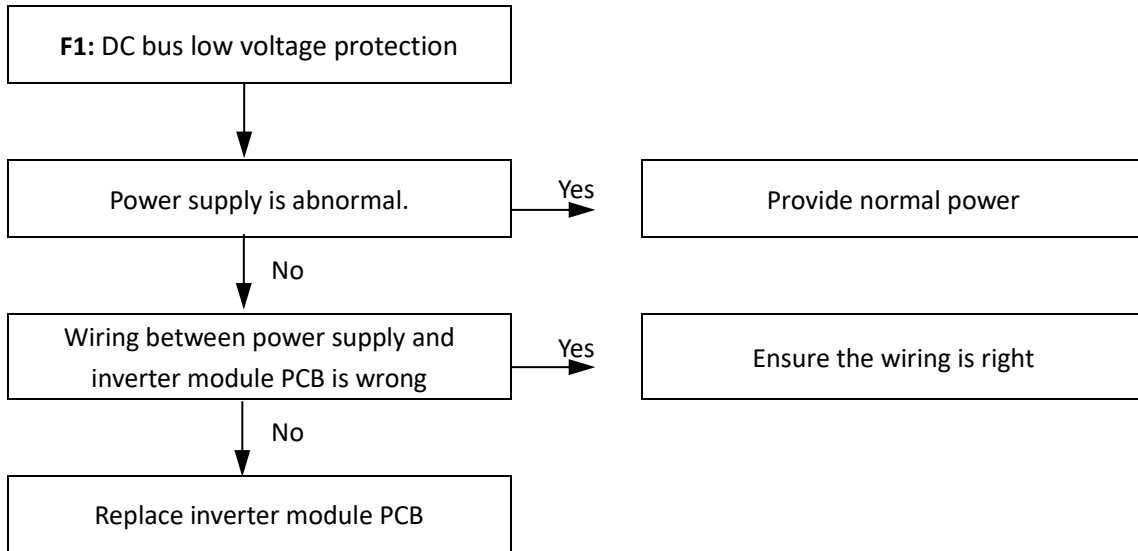 F1: DC bus low voltage protection
Power supply is abnormal.
Yes
Provide normal power
No
Wiring between power supply and
inverter module PCB is wrong
Yes
Ensure the wiring is right
No
Replace inverter module PCB